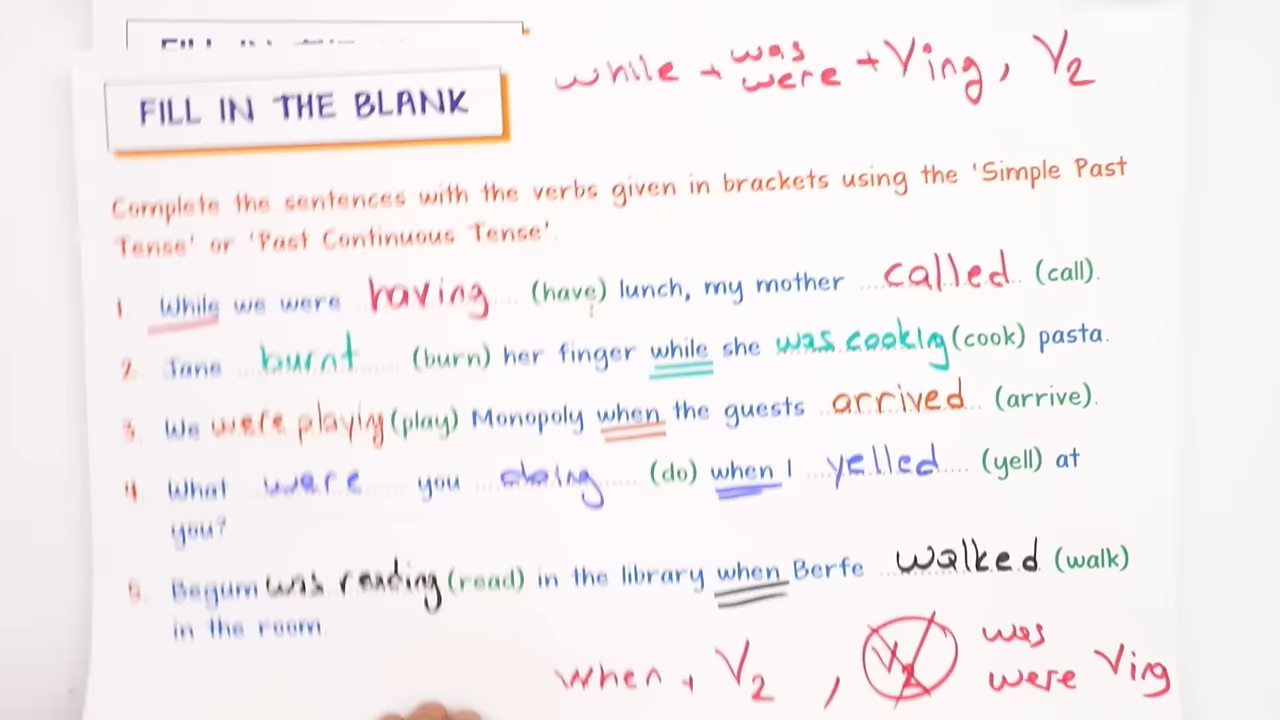 while + was were + Ving, V2
FILL IN THE BLANK
Complete the sentences with the verbs given in brackets using the 'Simple Past
Tense' or 'Past Continuous Tense'.
1. While we were having (have) lunch, my mother called (call).
2. Jane burnt (burn) her finger while she was cookig (cook) pasta.
3. We were playing (play) Monopoly when the guests arrived (arrive).
4. What were you doing (do) when I yelled (yell) at
you?
5. Begum was reading (read) in the library when Berfe walked (walk)
in the room.
when + V2, V2 was were Ving